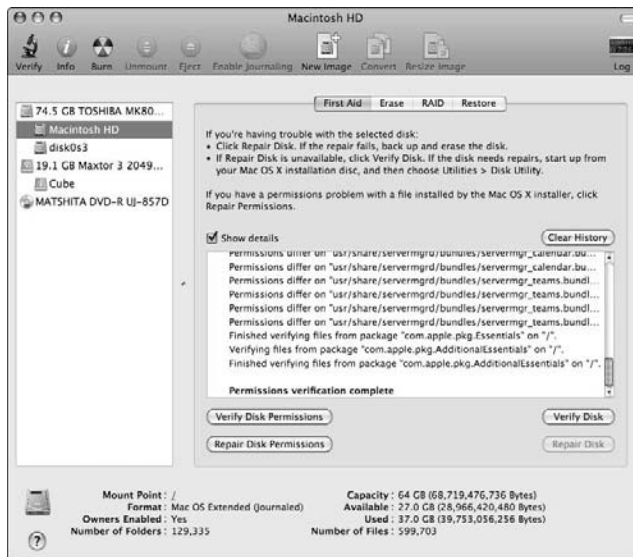 Macintosh HD
Verify Info Burn Unmount Eject Enable Journaling New Image Convert Resize Image Log
74.5 GB TOSHIBA MK80...
Macintosh HD
disk0s3
19.1 GB Maxtor 3 2049...
Cube
MATSHITA DVD-R UJ-857D
First Aid Erase RAID Restore
If you're having trouble with the selected disk:
• Click Repair Disk. If the repair fails, back up and erase the disk.
• If Repair Disk is unavailable, click Verify Disk. If the disk needs repairs, start up from
your Mac OS X installation disc, and then choose Utilities > Disk Utility.
If you have a permissions problem with a file installed by the Mac OS X installer, click
Repair Permissions.
Show details
Clear History
Permissions differ on "usr/share/servermgrd/bundles/servermgr_calendar.bu...
Permissions differ on "usr/share/servermgrd/bundles/servermgr_calendar.bu...
Permissions differ on "usr/share/servermgrd/bundles/servermgr_teams.bundl...
Permissions differ on "usr/share/servermgrd/bundles/servermgr_teams.bundl...
Permissions differ on "usr/share/servermgrd/bundles/servermgr_teams.bundl...
Permissions differ on "usr/share/servermgrd/bundles/servermgr_teams.bundl...
Finished verifying files from package "com.apple.pkg.Essentials" on "/".
Verifying files from package "com.apple.pkg.AdditionalEssentials" on "/".
Finished verifying files from package "com.apple.pkg.AdditionalEssentials" on "/".
Permissions verification complete
Verify Disk Permissions
Verify Disk
Repair Disk Permissions
Repair Disk
Mount Point : /
Format : Mac OS Extended (Journaled)
Owners Enabled : Yes
Number of Folders : 129,335
Capacity : 64 GB (68,719,476,736 Bytes)
Available : 27.0 GB (28,966,420,480 Bytes)
Used : 37.0 GB (39,753,056,256 Bytes)
Number of Files : 599,703
?